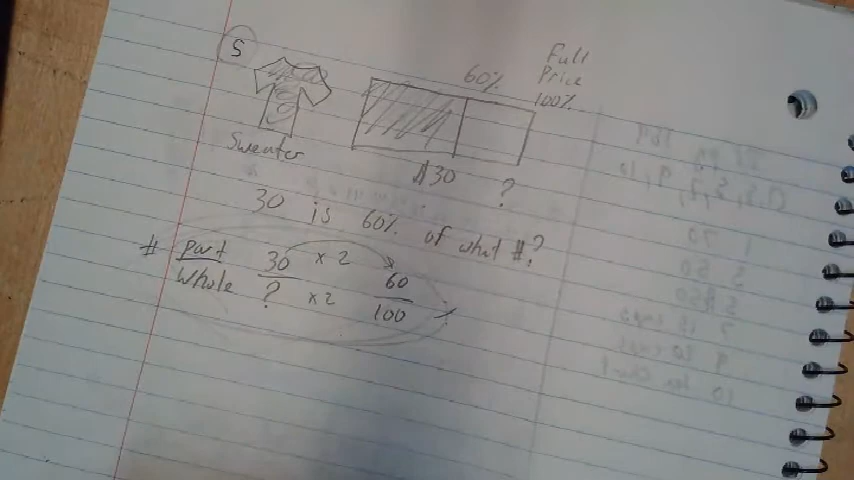 5
Full
Price
60%
100%
Sweater
$30 ?
30 is 60% of what #?
# part 30 x 2 60
whole ? x 2 100